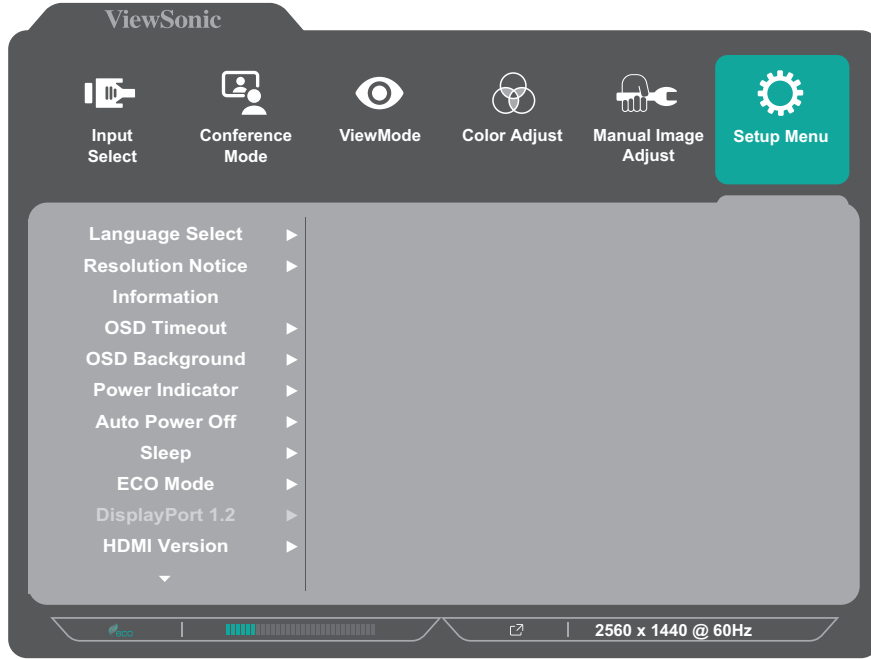 ViewSonic
Input Select
Conference Mode
ViewMode
Color Adjust
Manual Image Adjust
Setup Menu
Language Select
Resolution Notice
Information
OSD Timeout
OSD Background
Power Indicator
Auto Power Off
Sleep
ECO Mode
DisplayPort 1.2
HDMI Version
eco
2560 x 1440 @ 60Hz